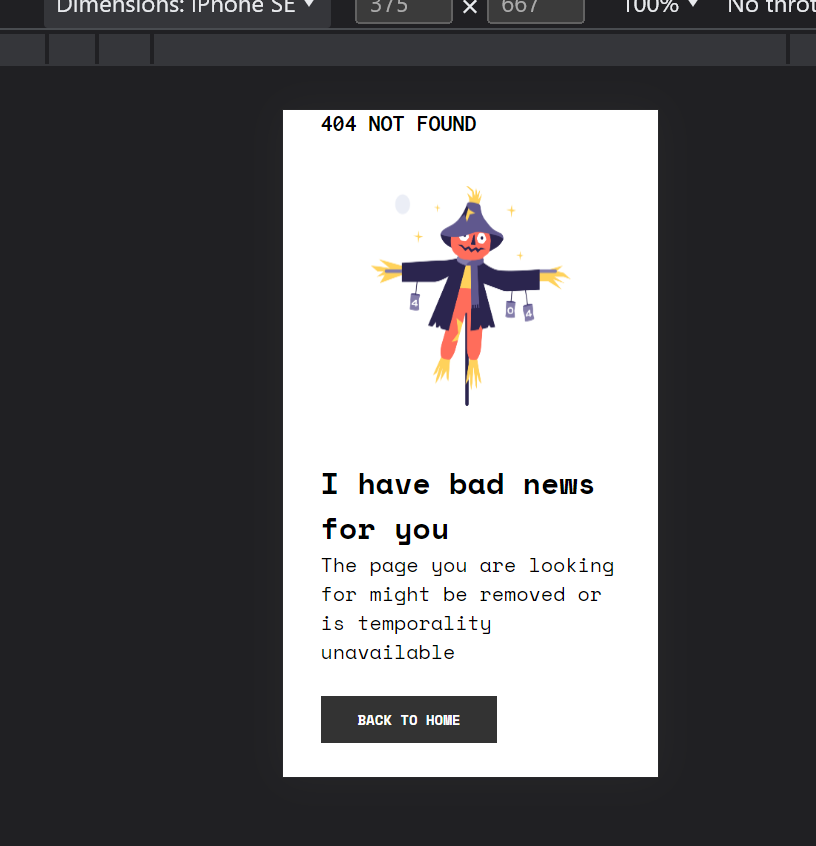 Dimensions: iPhone SE ▼ 375 × 667 100% ▼ No throt
404 NOT FOUND
4
0 4
I have bad news
for you
The page you are looking
for might be removed or
is temporality
unavailable
BACK TO HOME